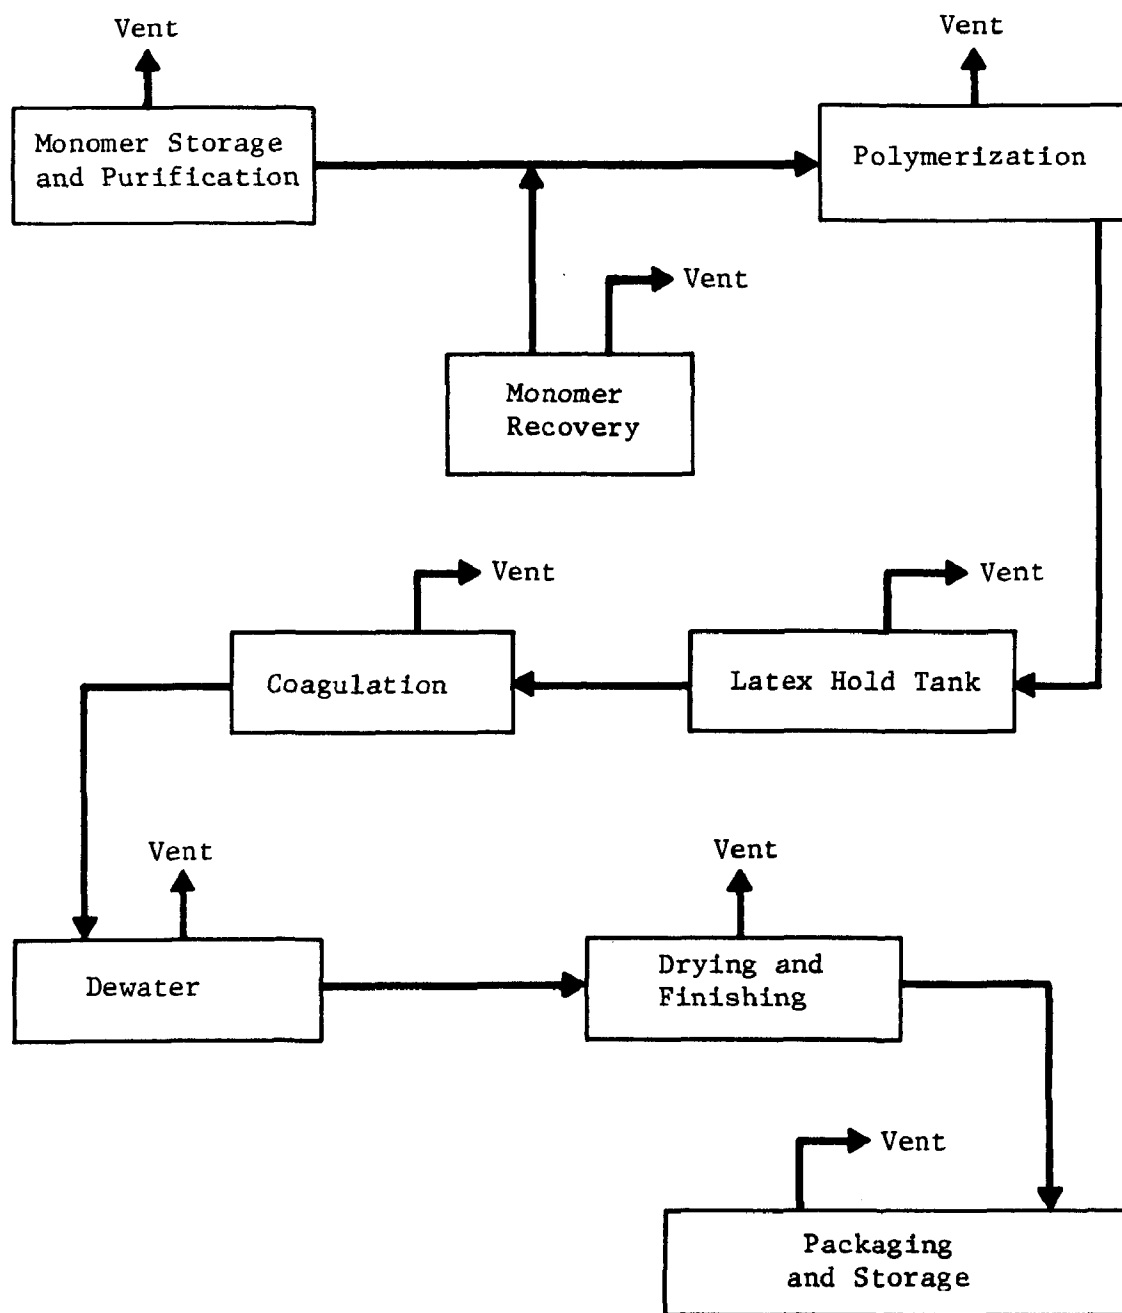 Vent
Vent
Monomer Storage
and Purification
Polymerization
Vent
Monomer
Recovery
Vent
Vent
Coagulation
Latex Hold Tank
Vent
Vent
Dewater
Drying and
Finishing
Vent
Packaging
and Storage